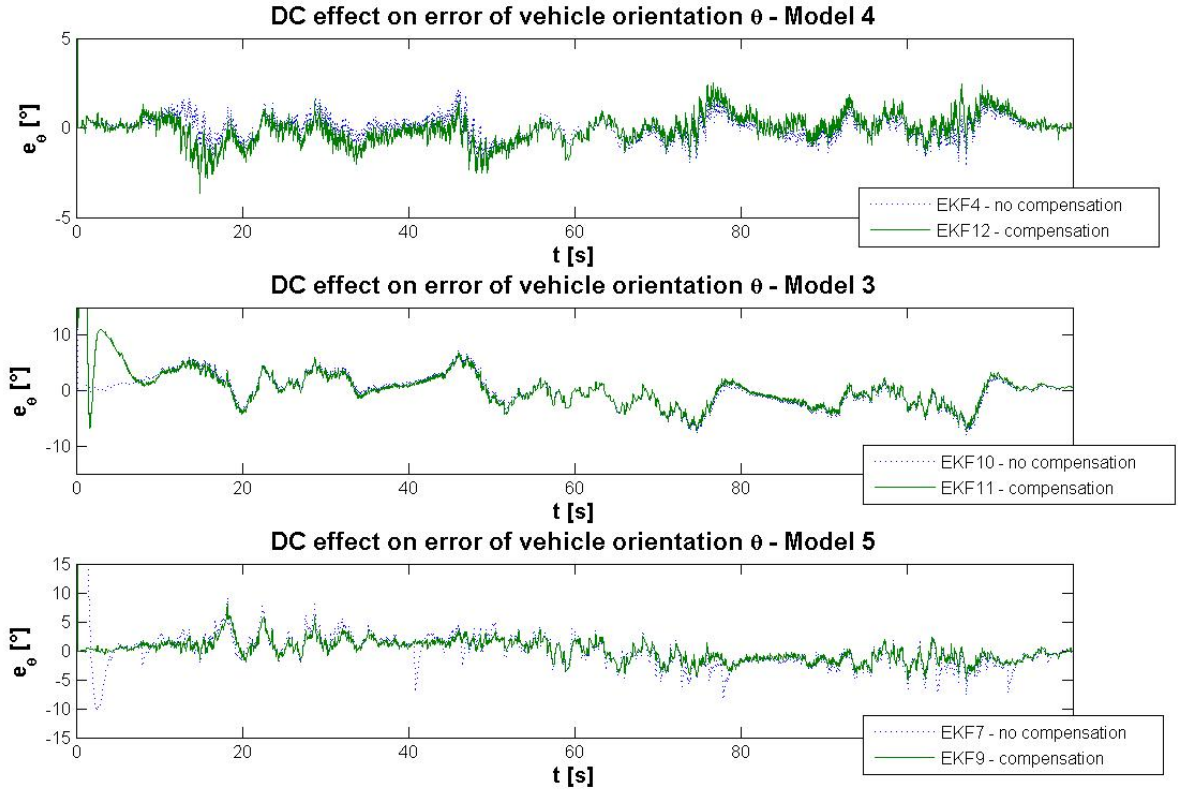 DC effect on error of vehicle orientation θ - Model 4
5
0
-5
e_θ [°]
0
20
40
60
80
t [s]
EKF4 - no compensation
EKF12 - compensation
DC effect on error of vehicle orientation θ - Model 3
10
0
-10
e_θ [°]
0
20
40
60
80
t [s]
EKF10 - no compensation
EKF11 - compensation
DC effect on error of vehicle orientation θ - Model 5
15
10
5
0
-5
-10
-15
e_θ [°]
0
20
40
60
80
t [s]
EKF7 - no compensation
EKF9 - compensation